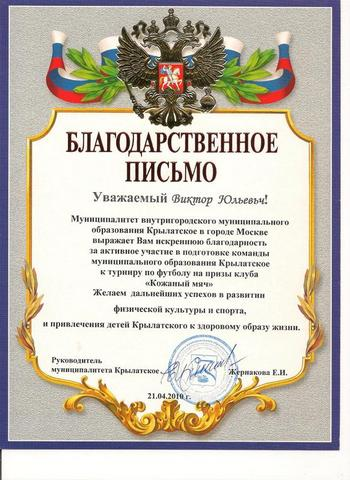 БЛАГОДАРСТВЕННОЕ
ПИСЬМО
Уважаемый Виктор Юльевьч!
Муниципалитет внутригородского муниципального
образования Крылатское в городе Москве
выражает Вам искреннюю благодарность
за активное участие в подготовке команды
муниципального образования Крылатское
к турниру по футболу на призы клуба
«Кожаный мяч»
Желаем дальнейших успехов в развитии
физической культуры и спорта,
и привлечения детей Крылатского к здоровому образу жизни.
Руководитель
муниципалитета Крылатское
Жернакова Е.И.
21.04.2010 г.